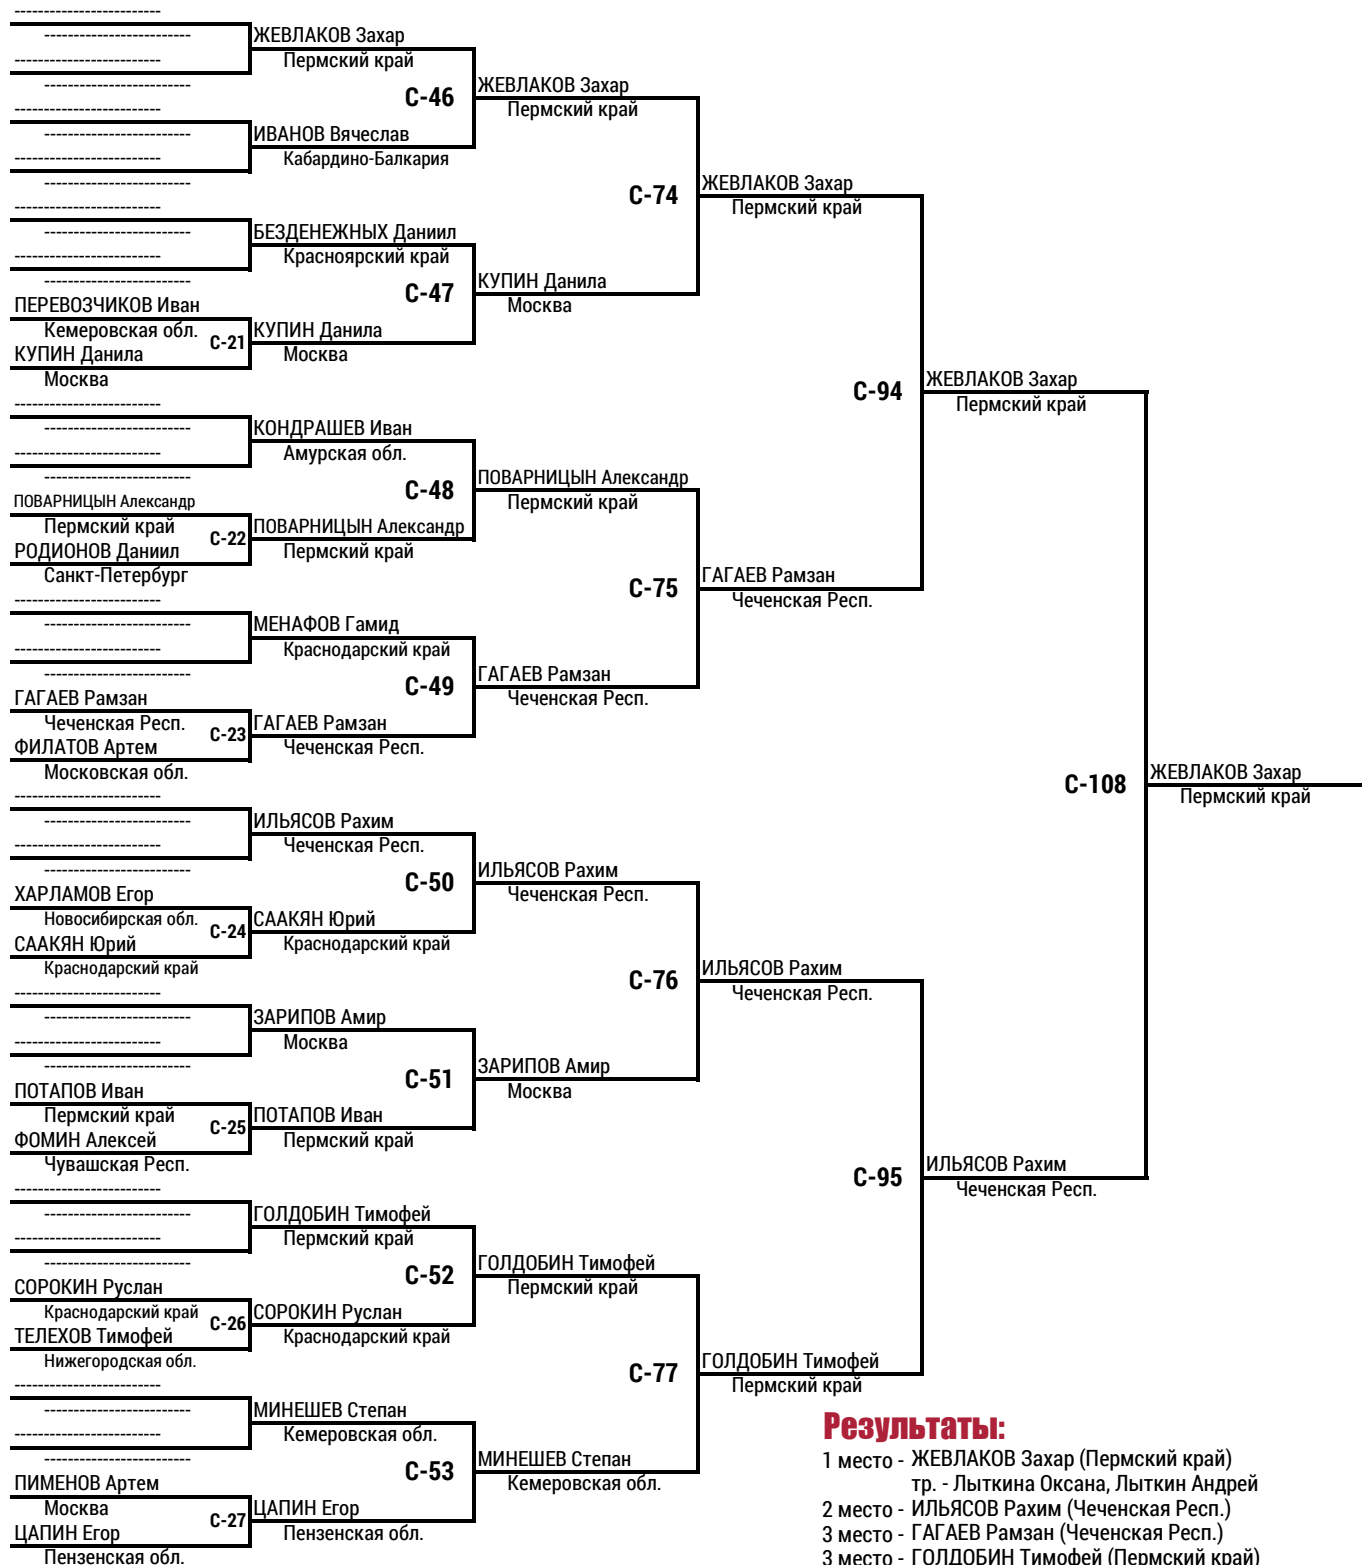 -------------------------
-------------------------
-------------------------
-------------------------
-------------------------
-------------------------
-------------------------
-------------------------
-------------------------
-------------------------
-------------------------
-------------------------
ПЕРЕВОЗЧИКОВ Иван
Кемеровская обл.
C-21
КУПИН Данила
Москва
-------------------------
-------------------------
-------------------------
-------------------------
ПОВАРНИЦЫН Александр
Пермский край
C-22
РОДИОНОВ Даниил
Санкт-Петербург
-------------------------
-------------------------
-------------------------
-------------------------
ГАГАЕВ Рамзан
Чеченская Респ.
C-23
ФИЛАТОВ Артем
Московская обл.
-------------------------
-------------------------
-------------------------
-------------------------
ХАРЛАМОВ Егор
Новосибирская обл.
C-24
СААКЯН Юрий
Краснодарский край
-------------------------
-------------------------
-------------------------
-------------------------
ПОТАПОВ Иван
Пермский край
C-25
ФОМИН Алексей
Чувашская Респ.
-------------------------
-------------------------
-------------------------
-------------------------
СОРОКИН Руслан
Краснодарский край
C-26
ТЕЛЕХОВ Тимофей
Нижегородская обл.
-------------------------
-------------------------
-------------------------
-------------------------
ПИМЕНОВ Артем
Москва
C-27
ЦАПИН Егор
Пензенская обл.
ЖЕВЛАКОВ Захар
Пермский край
C-46
ИВАНОВ Вячеслав
Кабардино-Балкария
БЕЗДЕНЕЖНЫХ Даниил
Красноярский край
C-47
КУПИН Данила
Москва
КОНДРАШЕВ Иван
Амурская обл.
C-48
ПОВАРНИЦЫН Александр
Пермский край
МЕНАФОВ Гамид
Краснодарский край
C-49
ГАГАЕВ Рамзан
Чеченская Респ.
ИЛЬЯСОВ Рахим
Чеченская Респ.
C-50
СААКЯН Юрий
Краснодарский край
ЗАРИПОВ Амир
Москва
C-51
ПОТАПОВ Иван
Пермский край
ГОЛДОБИН Тимофей
Пермский край
C-52
СОРОКИН Руслан
Краснодарский край
МИНЕШЕВ Степан
Кемеровская обл.
C-53
ЦАПИН Егор
Пензенская обл.
ЖЕВЛАКОВ Захар
Пермский край
C-74
КУПИН Данила
Москва
ПОВАРНИЦЫН Александр
Пермский край
C-75
ГАГАЕВ Рамзан
Чеченская Респ.
ИЛЬЯСОВ Рахим
Чеченская Респ.
C-76
ЗАРИПОВ Амир
Москва
ГОЛДОБИН Тимофей
Пермский край
C-77
МИНЕШЕВ Степан
Кемеровская обл.
ЖЕВЛАКОВ Захар
Пермский край
C-94
ГАГАЕВ Рамзан
Чеченская Респ.
ИЛЬЯСОВ Рахим
Чеченская Респ.
C-95
ГОЛДОБИН Тимофей
Пермский край
ЖЕВЛАКОВ Захар
Пермский край
C-108
ИЛЬЯСОВ Рахим
Чеченская Респ.
ЖЕВЛАКОВ Захар
Пермский край
Результаты:
1 место - ЖЕВЛАКОВ Захар (Пермский край)
тр. - Лыткина Оксана, Лыткин Андрей
2 место - ИЛЬЯСОВ Рахим (Чеченская Респ.)
3 место - ГАГАЕВ Рамзан (Чеченская Респ.)
3 место - ГОЛДОБИН Тимофей (Пермский край)